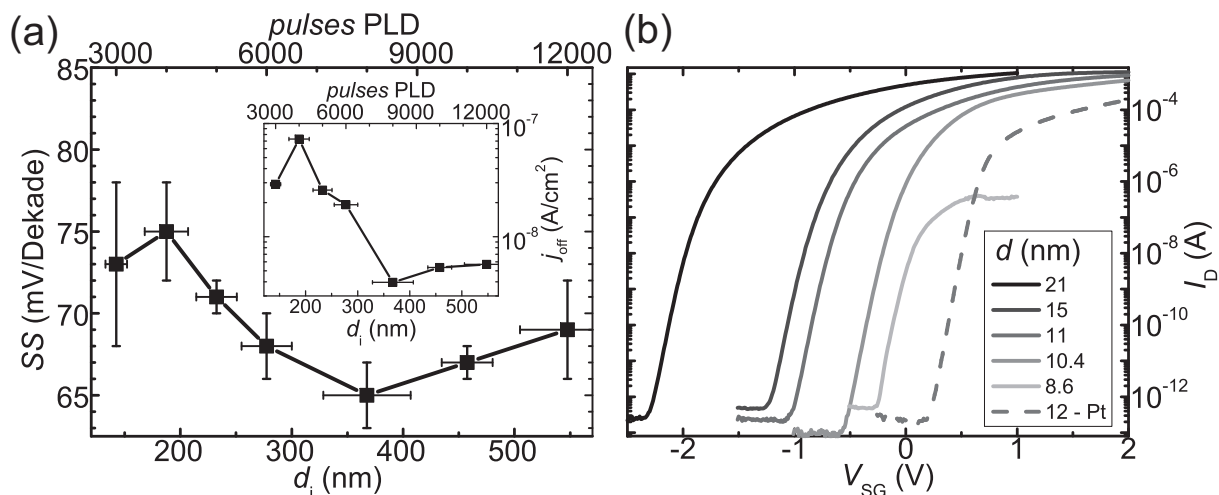 (a)
pulses PLD
3000 6000 9000 12000
85
80
75
70
65
SS (mV/Dekade)
200 300 400 500
d_i (nm)
pulses PLD
3000 6000 9000 12000
10^-7
10^-8
j_off (A/cm^2)
200 300 400 500
d_i (nm)
(b)
10^-4
10^-6
10^-8
10^-10
10^-12
I_D (A)
d (nm)
21
15
11
10.4
8.6
12 - Pt
-2 -1 0 1 2
V_SG (V)